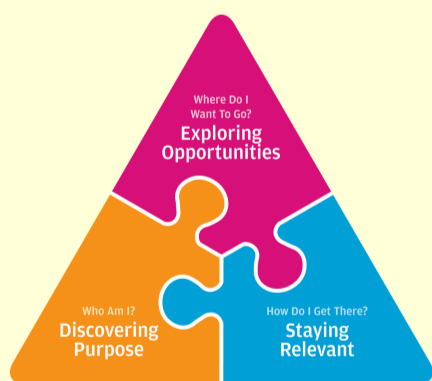 Where Do I
Want To Go?
Exploring
Opportunities
Who Am I?
Discovering
Purpose
How Do I Get There?
Staying
Relevant